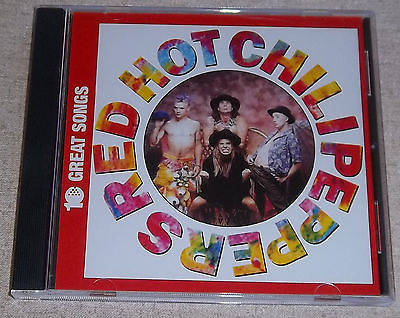 10 GREAT SONGS
RED HOT CHILI PEPPERS